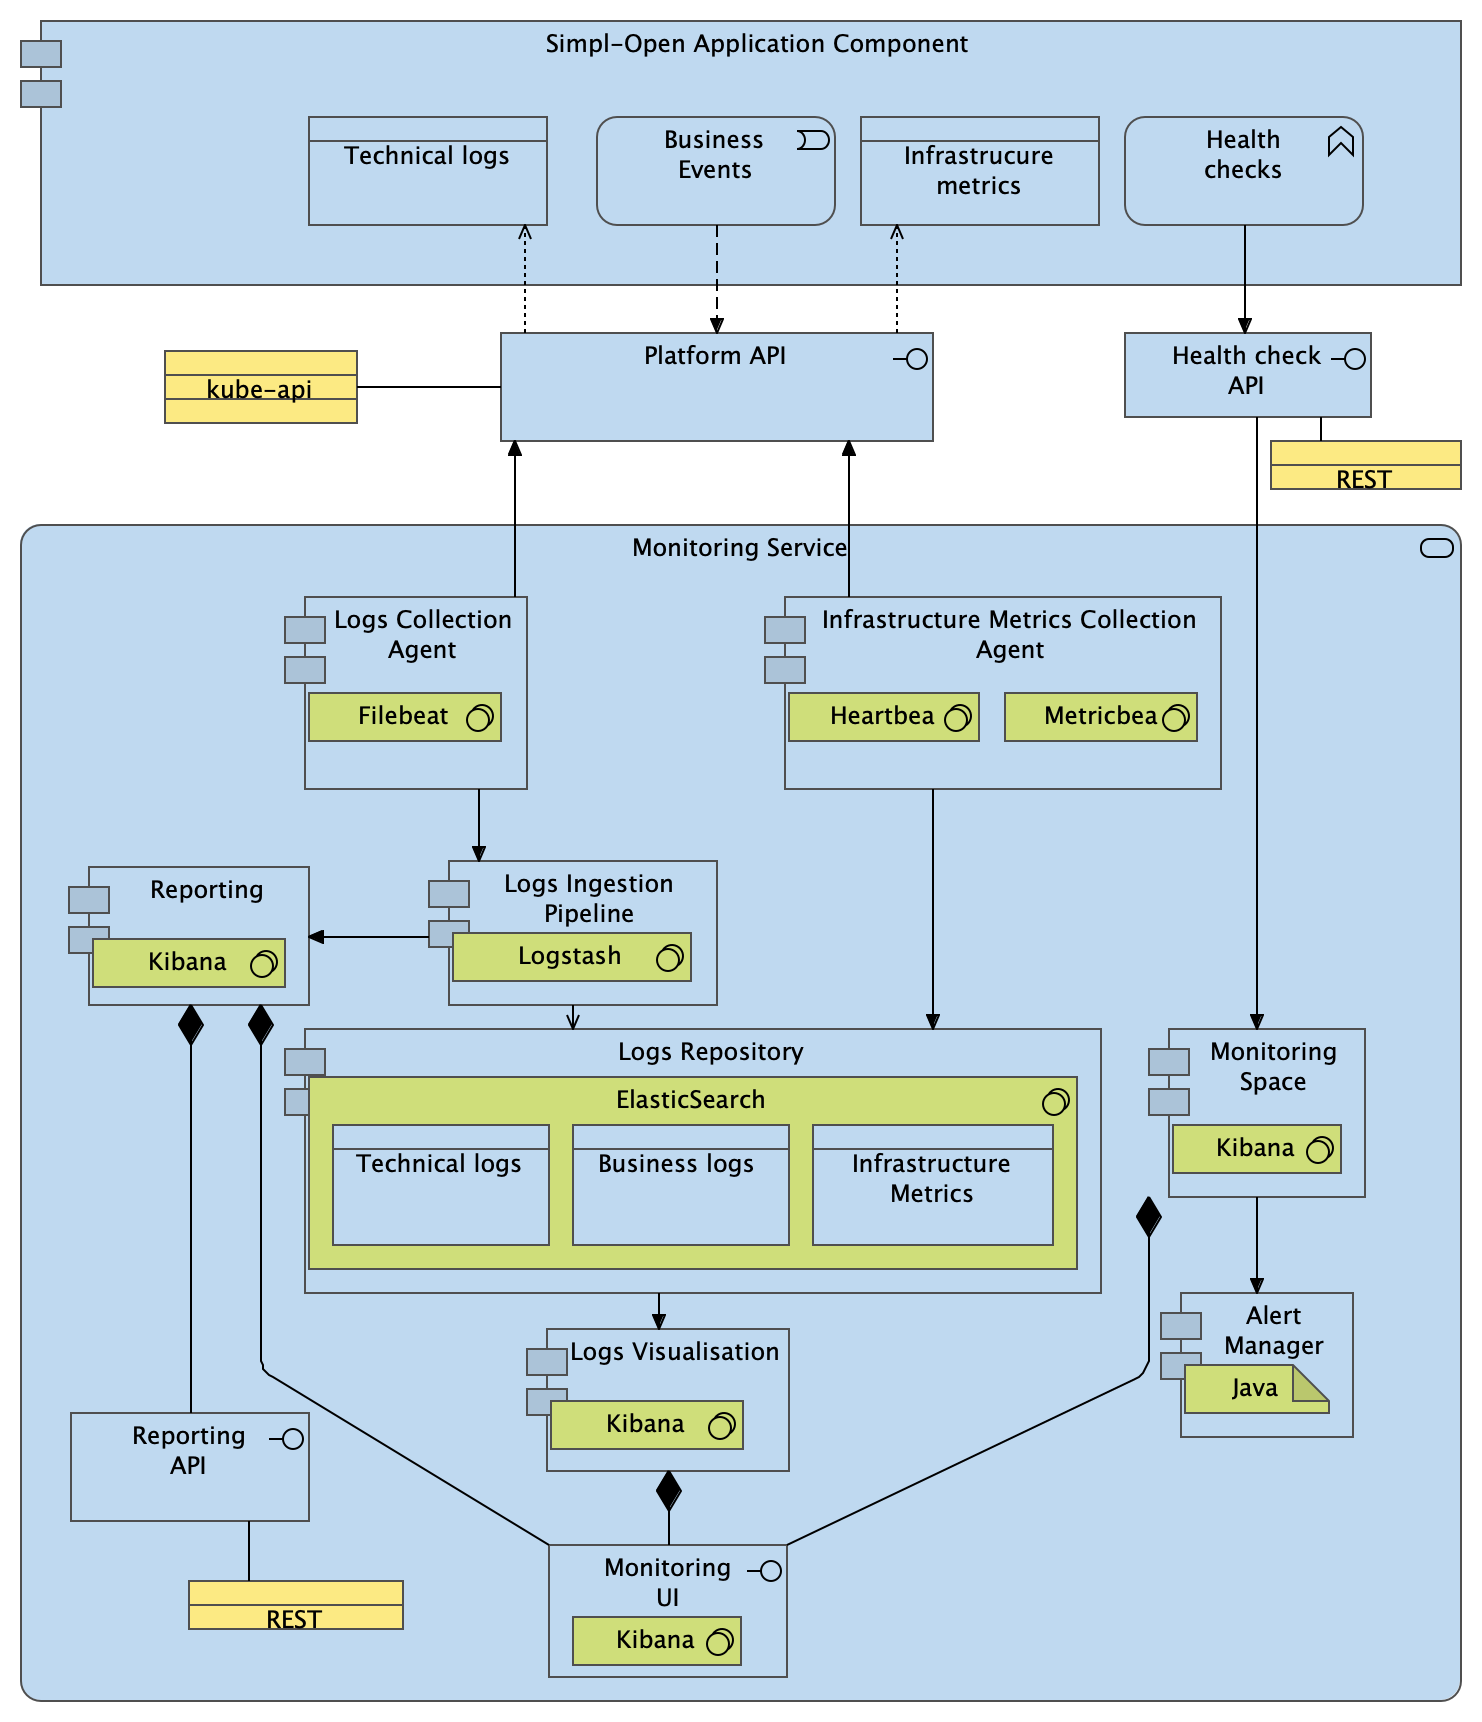 Simpl-Open Application Component
Technical logs
Business
Events
Infrastrucure
metrics
Health
checks
Platform API
Health check
API
kube-api
REST
Monitoring Service
Logs Collection
Agent
Filebeat
Infrastructure Metrics Collection
Agent
Heartbea
Metricbea
Reporting
Kibana
Logs Ingestion
Pipeline
Logstash
Logs Repository
ElasticSearch
Technical logs
Business logs
Infrastructure
Metrics
Monitoring
Space
Kibana
Logs Visualisation
Kibana
Alert
Manager
Java
Reporting
API
REST
Monitoring
UI
Kibana